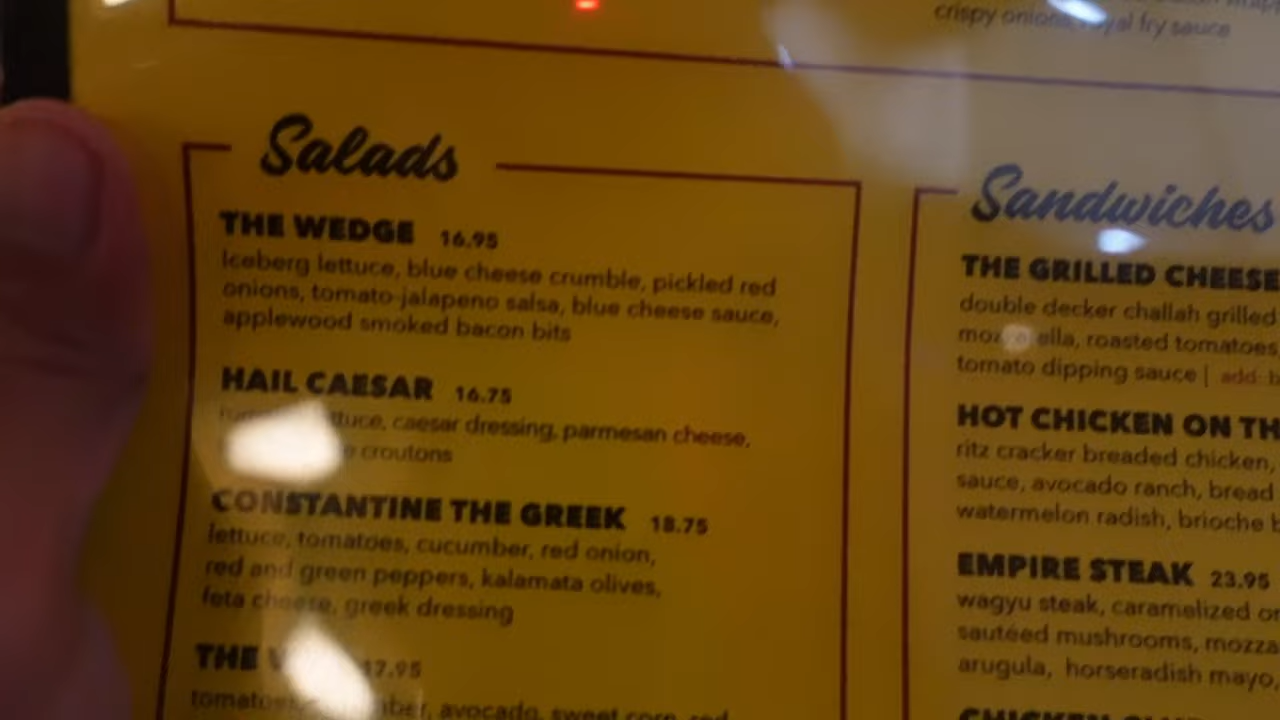 crispy onions, royal fry sauce
Salads
THE WEDGE 16.95
Iceberg lettuce, blue cheese crumble, pickled red
onions, tomato-jalapeno salsa, blue cheese sauce,
applewood smoked bacon bits
HAIL CAESAR 16.75
lettuce, caesar dressing, parmesan cheese,
croutons
CONSTANTINE THE GREEK 18.75
lettuce, tomatoes, cucumber, red onion,
red and green peppers, kalamata olives,
feta cheese, greek dressing
THE 17.95
avocado, sweet corn, red
Sandwiches
THE GRILLED CHEESE
double decker challah grilled
mozzarella, roasted tomatoes,
tomato dipping sauce | add:
HOT CHICKEN ON
ritz cracker breaded chicken,
sauce, avocado ranch, bread
watermelon radish, brioche
EMPIRE STEAK 23.95
wagyu steak, caramelized
sautéed mushrooms,
arugula, horseradish mayo,